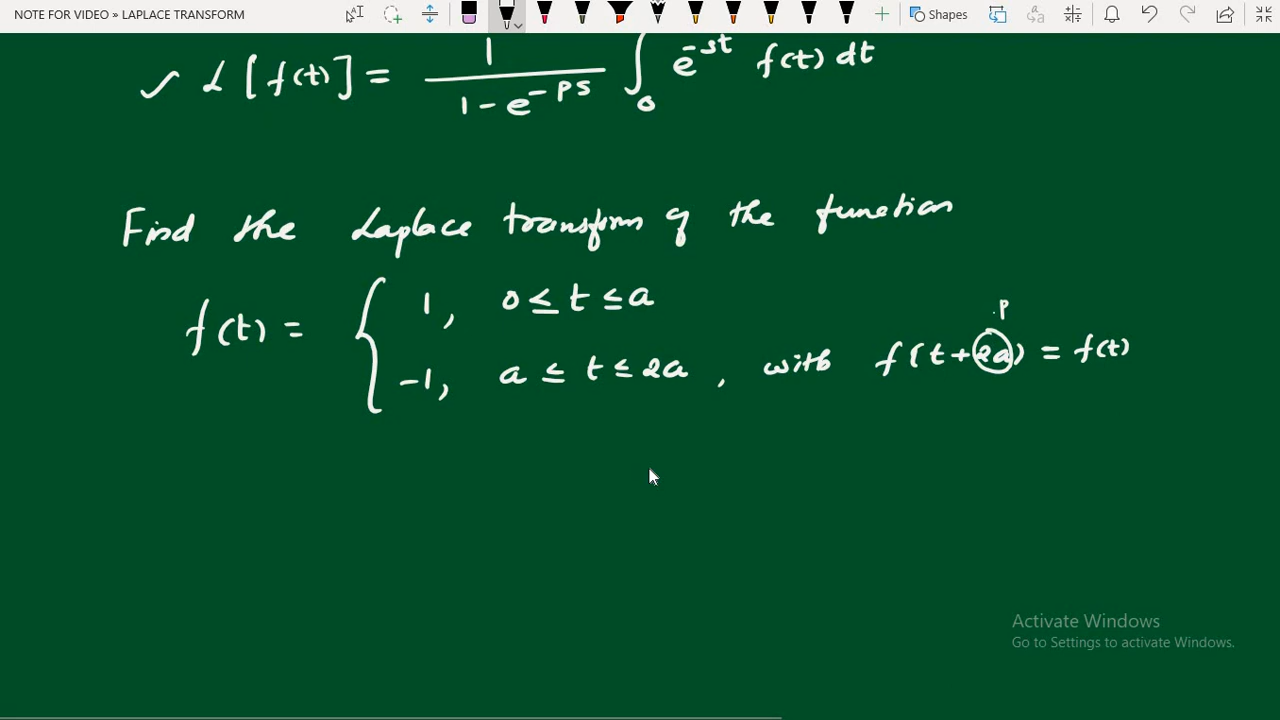 NOTE FOR VIDEO » LAPLACE TRANSFORM
Shapes
✓ L[f(t)] = 1 / (1 - e^{-ps}) ∫_0 e^{-st} f(t) dt
Find the Laplace transform of the function
f(t) = { 1, 0 ≤ t ≤ a
-1, a ≤ t ≤ 2a, with f(t+2a) = f(t)
P
Activate Windows
Go to Settings to activate Windows.